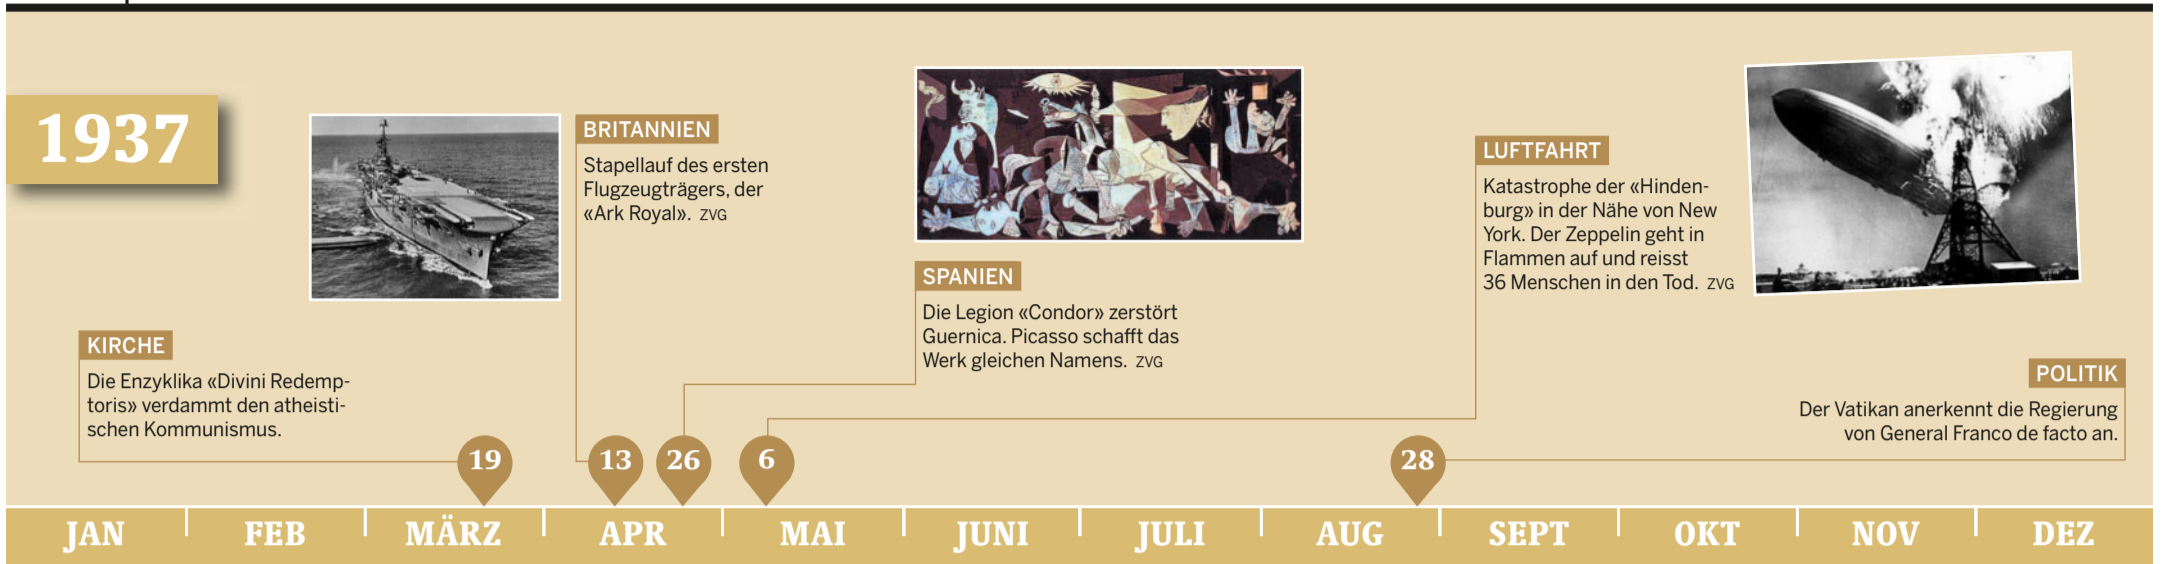 1937
KIRCHE
Die Enzyklika «Divini Redemp-
toris» verdammt den atheisti-
schen Kommunismus.
BRITANNIEN
Stapellauf des ersten
Flugzeugträgers, der
«Ark Royal». ZVG
SPANIEN
Die Legion «Condor» zerstört
Guernica. Picasso schafft das
Werk gleichen Namens. ZVG
LUFTFAHRT
Katastrophe der «Hinden-
burg» in der Nähe von New
York. Der Zeppelin geht in
Flammen auf und reisst
36 Menschen in den Tod. ZVG
POLITIK
Der Vatikan anerkennt die Regierung
von General Franco de facto an.
19 13 26 6 28
JAN FEB MÄRZ APR MAI JUNI JULI AUG SEPT OKT NOV DEZ